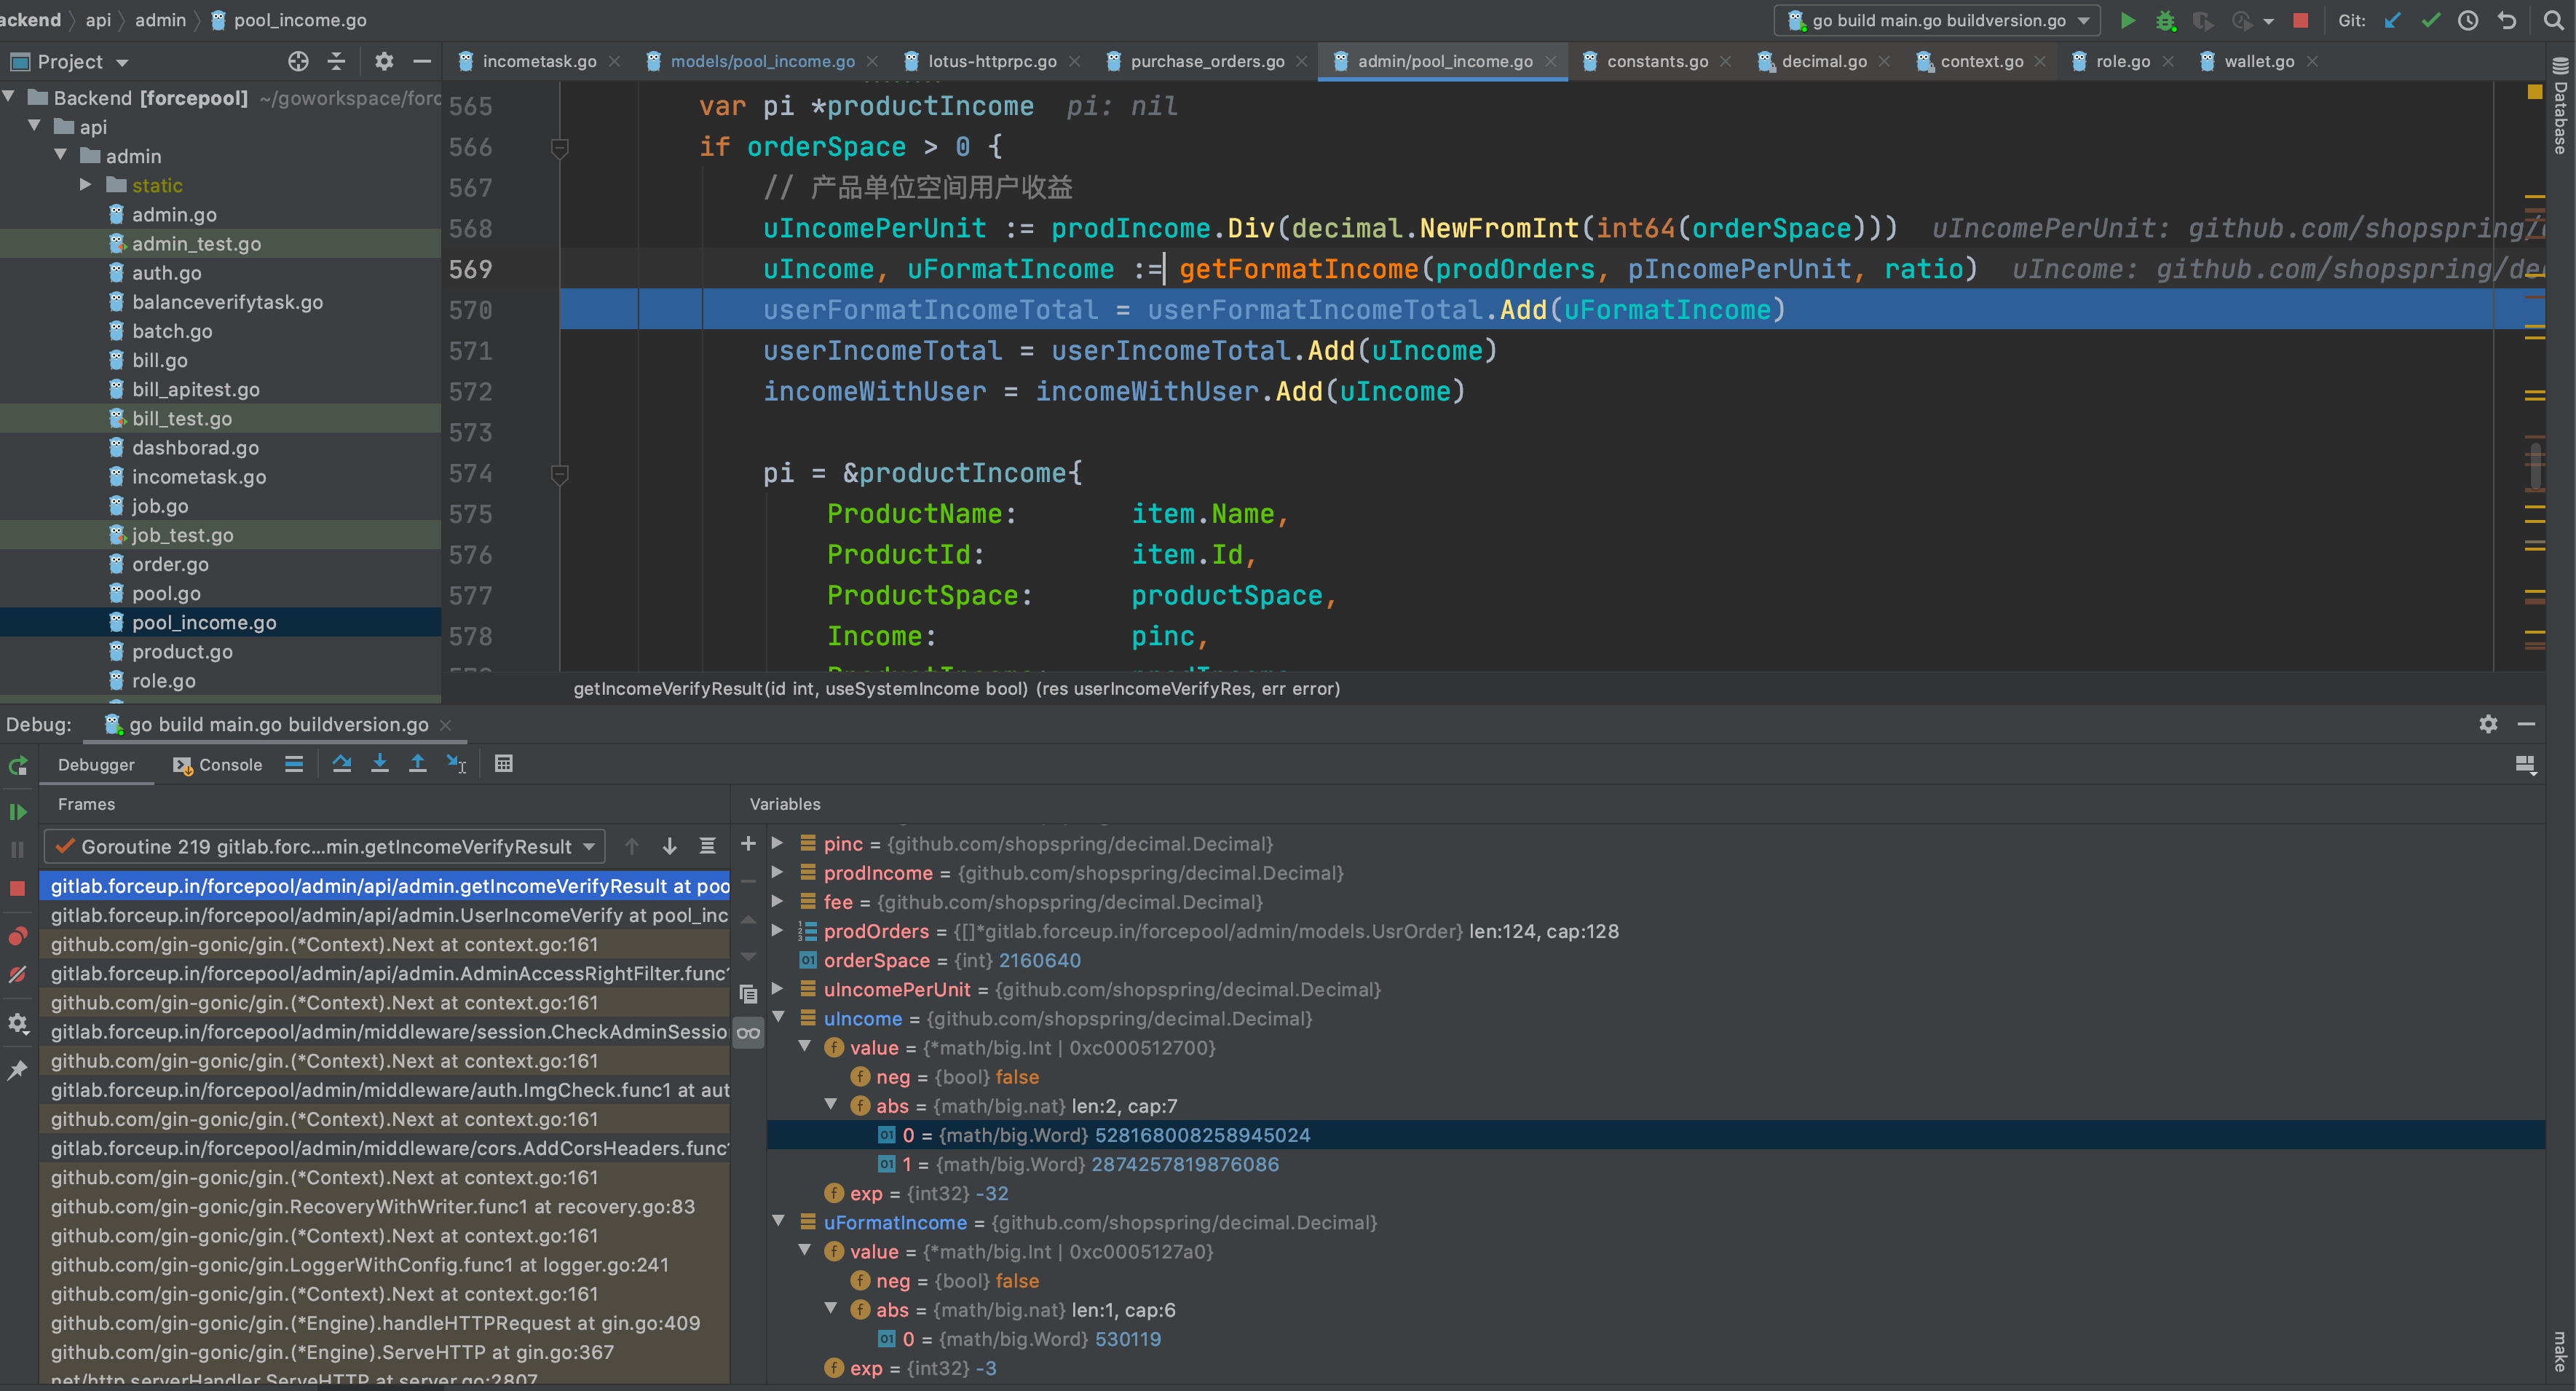 ackend api admin pool_income.go
go build main.go buildversion.go
Git:
Project
incometask.go
models/pool_income.go
lotus-httprpc.go
purchase_orders.go
admin/pool_income.go
constants.go
decimal.go
context.go
role.go
wallet.go
Database
Backend [forcepool] ~/goworkspace/forc
api
admin
static
admin.go
admin_test.go
auth.go
balanceverifytask.go
batch.go
bill.go
bill_apitest.go
bill_test.go
dashborad.go
incometask.go
job.go
job_test.go
order.go
pool.go
pool_income.go
product.go
role.go
565 var pi *productIncome pi: nil
566 if orderSpace > 0 {
567 // 产品单位空间用户收益
568 uIncomePerUnit := prodIncome.Div(decimal.NewFromInt(int64(orderSpace))) uIncomePerUnit: github.com/shopspring/
569 uIncome, uFormatIncome := getFormatIncome(prodOrders, pIncomePerUnit, ratio) uIncome: github.com/shopspring/de
570 userFormatIncomeTotal = userFormatIncomeTotal.Add(uFormatIncome)
571 userIncomeTotal = userIncomeTotal.Add(uIncome)
572 incomeWithUser = incomeWithUser.Add(uIncome)
573
574 pi = &productIncome{
575 ProductName: item.Name,
576 ProductId: item.Id,
577 ProductSpace: productSpace,
578 Income: pinc,
getIncomeVerifyResult(id int, useSystemIncome bool) (res userIncomeVerifyRes, err error)
Debug: go build main.go buildversion.go
Debugger Console
Frames
Goroutine 219 gitlab.forc...min.getIncomeVerifyResult
gitlab.forceup.in/forcepool/admin/api/admin.getIncomeVerifyResult at poo
gitlab.forceup.in/forcepool/admin/api/admin.UserIncomeVerify at pool_inc
github.com/gin-gonic/gin.(*Context).Next at context.go:161
gitlab.forceup.in/forcepool/admin/api/admin.AdminAccessRightFilter.func1
github.com/gin-gonic/gin.(*Context).Next at context.go:161
gitlab.forceup.in/forcepool/admin/middleware/session.CheckAdminSessio
github.com/gin-gonic/gin.(*Context).Next at context.go:161
gitlab.forceup.in/forcepool/admin/middleware/auth.ImgCheck.func1 at aut
github.com/gin-gonic/gin.(*Context).Next at context.go:161
gitlab.forceup.in/forcepool/admin/middleware/cors.AddCorsHeaders.func1
github.com/gin-gonic/gin.(*Context).Next at context.go:161
github.com/gin-gonic/gin.RecoveryWithWriter.func1 at recovery.go:83
github.com/gin-gonic/gin.(*Context).Next at context.go:161
github.com/gin-gonic/gin.LoggerWithConfig.func1 at logger.go:241
github.com/gin-gonic/gin.(*Context).Next at context.go:161
github.com/gin-gonic/gin.(*Engine).handleHTTPRequest at gin.go:409
github.com/gin-gonic/gin.(*Engine).ServeHTTP at gin.go:367
net/http.serverHandler.ServeHTTP at server.go:2807
Variables
pinc = {github.com/shopspring/decimal.Decimal}
prodIncome = {github.com/shopspring/decimal.Decimal}
fee = {github.com/shopspring/decimal.Decimal}
prodOrders = {[]*gitlab.forceup.in/forcepool/admin/models.UsrOrder} len:124, cap:128
orderSpace = {int} 2160640
uIncomePerUnit = {github.com/shopspring/decimal.Decimal}
uIncome = {github.com/shopspring/decimal.Decimal}
value = {*math/big.Int | 0xc000512700}
neg = {bool} false
abs = {math/big.nat} len:2, cap:7
0 = {math/big.Word} 528168008258945024
1 = {math/big.Word} 2874257819876086
exp = {int32} -32
uFormatIncome = {github.com/shopspring/decimal.Decimal}
value = {*math/big.Int | 0xc0005127a0}
neg = {bool} false
abs = {math/big.nat} len:1, cap:6
0 = {math/big.Word} 530119
exp = {int32} -3
make